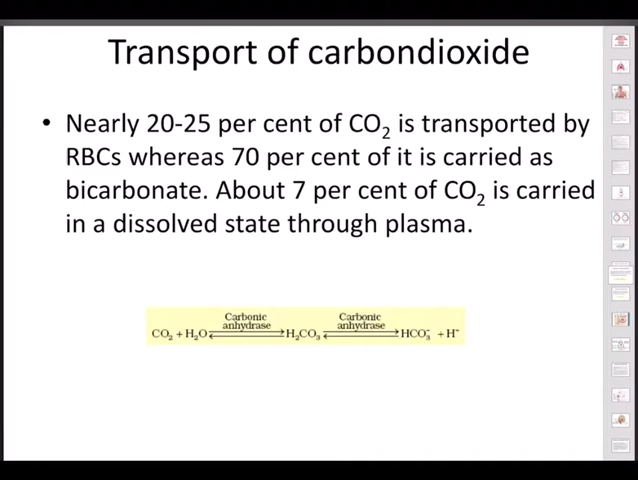 Transport of carbondioxide
• Nearly 20-25 per cent of CO₂ is transported by
RBCs whereas 70 per cent of it is carried as
bicarbonate. About 7 per cent of CO₂ is carried
in a dissolved state through plasma.
Carbonic Carbonic
anhydrase anhydrase
CO₂ + H₂O ⇌ H₂CO₃ ⇌ HCO₃⁻ + H⁺